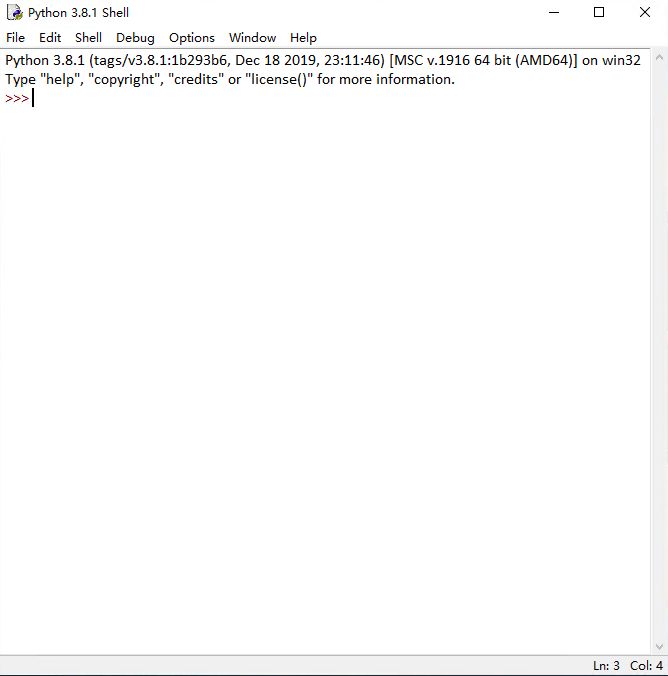 Python 3.8.1 Shell
File Edit Shell Debug Options Window Help
Python 3.8.1 (tags/v3.8.1:1b293b6, Dec 18 2019, 23:11:46) [MSC v.1916 64 bit (AMD64)] on win32
Type "help", "copyright", "credits" or "license()" for more information.
>>>
Ln: 3 Col: 4